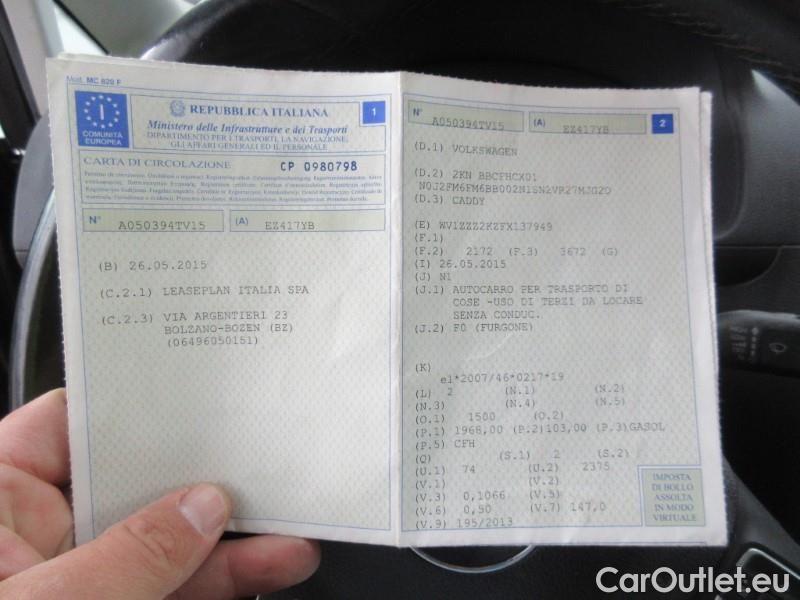 Mod. MC 820 F
I
COMUNITÀ
EUROPEA
REPUBBLICA ITALIANA
1
Ministero delle Infrastrutture e dei Trasporti
DIPARTIMENTO PER I TRASPORTI, LA NAVIGAZIONE,
GLI AFFARI GENERALI ED IL PERSONALE
CARTA DI CIRCOLAZIONE
CP 0980798
N° A050394TV15 (A) EZ417YB
(B) 26.05.2015
(C.2.1) LEASEPLAN ITALIA SPA
(C.2.3) VIA ARGENTIERI 23
BOLZANO-BOZEN (BZ)
(06496050151)
N° A050394TV15 (A) EZ417YB 2
(D.1) VOLKSWAGEN
(D.2) 2KN BBCFHCX01
N0J2FM6FM6BB002N1SN2VR27MJG2O
(D.3) CADDY
(E) WV1ZZZ2KZFX137949
(F.1)
(F.2) 2172 (F.3) 3672 (G)
(I) 26.05.2015
(J) N1
(J.1) AUTOCARRO PER TRASPORTO DI
COSE -USO DI TERZI DA LOCARE
SENZA CONDUC.
(J.2) F0 (FURGONE)
(K)
e1*2007/46*0217*19
(L) 2 (N.1) (N.2)
(N.3) (N.4) (N.5)
(O.1) 1500 (O.2)
(P.1) 1968,00 (P.2)103,00 (P.3)GASOL
(P.5) CFH
(Q) (S.1) 2 (S.2)
(U.1) 74 (U.2) 2375
(V.1) (V.2)
(V.3) 0,1066 (V.5)
(V.6) 0,50 (V.7) 147,0
(V.9) 195/2013
IMPOSTA
DI BOLLO
ASSOLTA
IN MODO
VIRTUALE
CarOutlet.eu